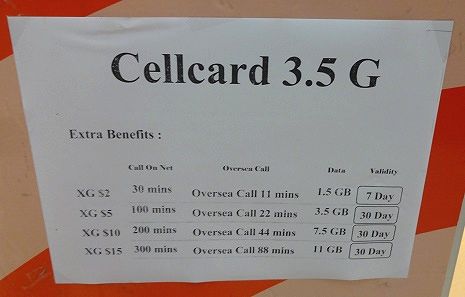 Cellcard 3.5 G
Extra Benefits :
Call On Net Oversea Call Data Validity
XG $2 30 mins Oversea Call 11 mins 1.5 GB 7 Day
XG $5 100 mins Oversea Call 22 mins 3.5 GB 30 Day
XG $10 200 mins Oversea Call 44 mins 7.5 GB 30 Day
XG $15 300 mins Oversea Call 88 mins 11 GB 30 Day